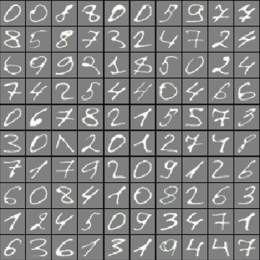 0 0 8 8 0 0 5 9 7 7
8 5 8 7 3 2 4 7 2 4
6 9 9 2 1 8 5 0 2 4
7 4 2 5 4 4 4 0 4 6 6
0 6 7 8 2 1 5 5 7 8
3 0 1 2 0 1 2 7 4 8
7 1 7 9 2 0 9 1 2 6
6 0 8 4 1 0 8 2 6 3
1 2 4 5 0 9 3 4 7 1
6 3 6 1 3 1 9 4 4 7